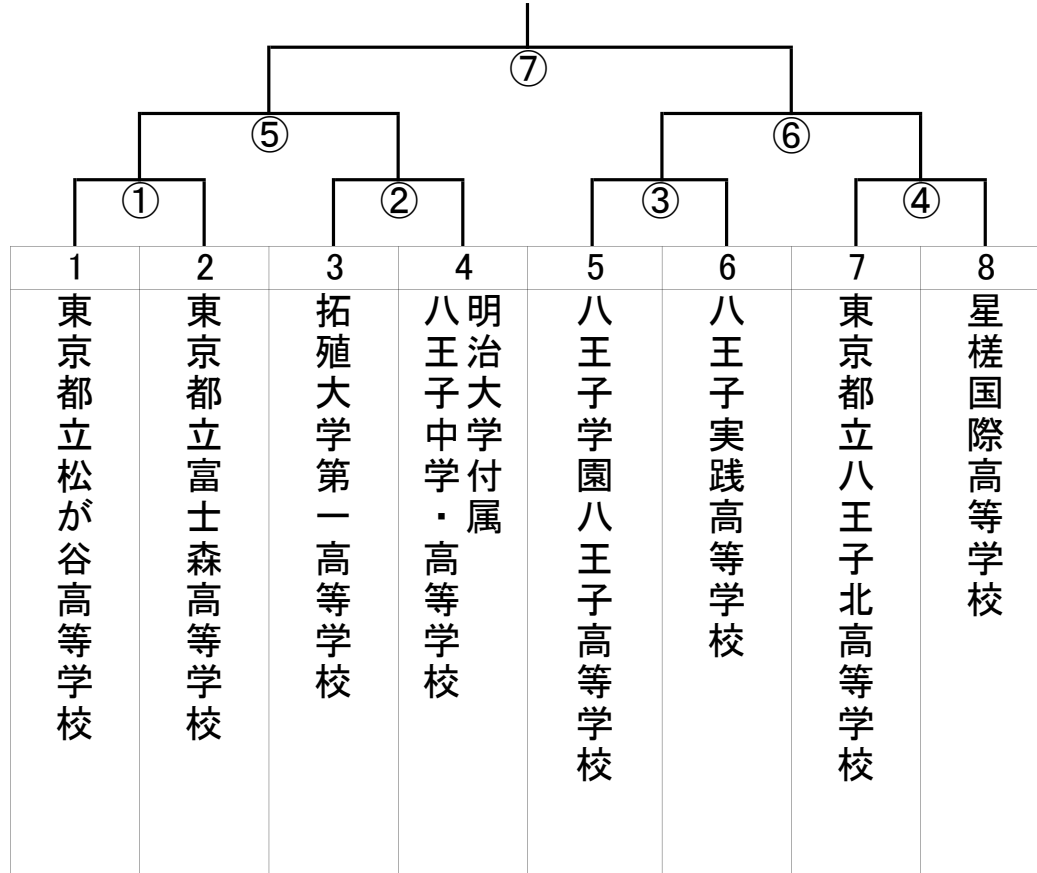 ⑦
⑤
⑥
①
②
③
④
1
2
3
4
5
6
7
8
東京都立松が谷高等学校
東京都立富士森高等学校
拓殖大学第一高等学校
明治大学付属
八王子中学・高等学校
八王子学園八王子高等学校
八王子実践高等学校
東京都立八王子北高等学校
星槎国際高等学校